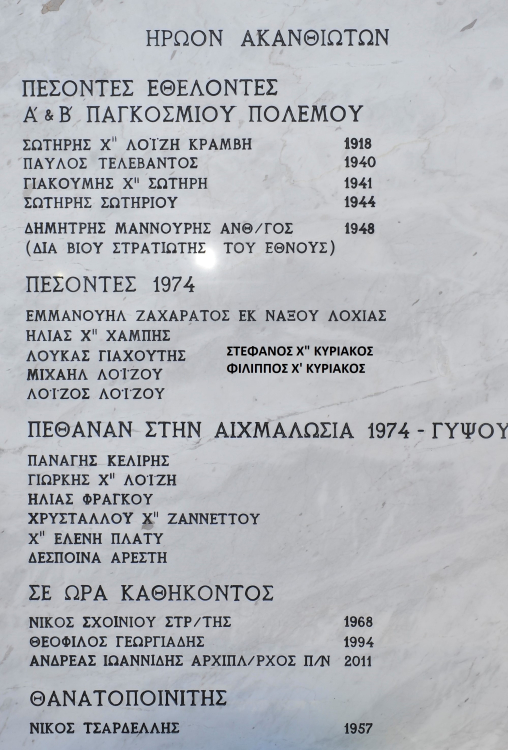 ΗΡΩΟΝ ΑΚΑΝΘΙΩΤΩΝ
ΠΕΣΟΝΤΕΣ ΕΘΕΛΟΝΤΕΣ
Α΄ & Β΄ ΠΑΓΚΟΣΜΙΟΥ ΠΟΛΕΜΟΥ
ΣΩΤΗΡΗΣ Χ" ΛΟΪΖΗ ΚΡΑΜΒΗ 1918
ΠΑΥΛΟΣ ΤΕΛΕΒΑΝΤΟΣ 1940
ΓΙΑΚΟΥΜΗΣ Χ" ΣΩΤΗΡΗ 1941
ΣΩΤΗΡΗΣ ΣΩΤΗΡΙΟΥ 1944
ΔΗΜΗΤΡΗΣ ΜΑΝΝΟΥΡΗΣ ΑΝΘ/ΓΟΣ 1948
(ΔΙΑ ΒΙΟΥ ΣΤΡΑΤΙΩΤΗΣ ΤΟΥ ΕΘΝΟΥΣ)
ΠΕΣΟΝΤΕΣ 1974
ΕΜΜΑΝΟΥΗΛ ΖΑΧΑΡΑΤΟΣ ΕΚ ΝΑΞΟΥ ΛΟΧΙΑΣ
ΗΛΙΑΣ Χ" ΧΑΜΠΗΣ
ΛΟΥΚΑΣ ΓΙΑΧΟΥΤΗΣ
ΜΙΧΑΗΛ ΛΟΪΖΟΥ
ΛΟΪΖΟΣ ΛΟΪΖΟΥ
ΣΤΕΦΑΝΟΣ Χ" ΚΥΡΙΑΚΟΣ
ΦΙΛΙΠΠΟΣ Χ' ΚΥΡΙΑΚΟΣ
ΠΕΘΑΝΑΝ ΣΤΗΝ ΑΙΧΜΑΛΩΣΙΑ 1974 - ΓΥΨΟΥ
ΠΑΝΑΓΗΣ ΚΕΛΙΡΗΣ
ΓΙΩΡΚΗΣ Χ" ΛΟΪΖΗ
ΗΛΙΑΣ ΦΡΑΓΚΟΥ
ΧΡΥΣΤΑΛΛΟΥ Χ" ΖΑΝΝΕΤΤΟΥ
Χ" ΕΛΕΝΗ ΠΛΑΤΥ
ΔΕΣΠΟΙΝΑ ΑΡΕΣΤΗ
ΣΕ ΩΡΑ ΚΑΘΗΚΟΝΤΟΣ
ΝΙΚΟΣ ΣΧΟΙΝΙΟΥ ΣΤΡ/ΤΗΣ 1968
ΘΕΟΦΙΛΟΣ ΓΕΩΡΓΙΑΔΗΣ 1994
ΑΝΔΡΕΑΣ ΙΩΑΝΝΙΔΗΣ ΑΡΧΙΠΛ/ΡΧΟΣ Π/Ν 2011
ΘΑΝΑΤΟΠΟΙΝΙΤΗΣ
ΝΙΚΟΣ ΤΣΑΡΔΕΛΛΗΣ 1957